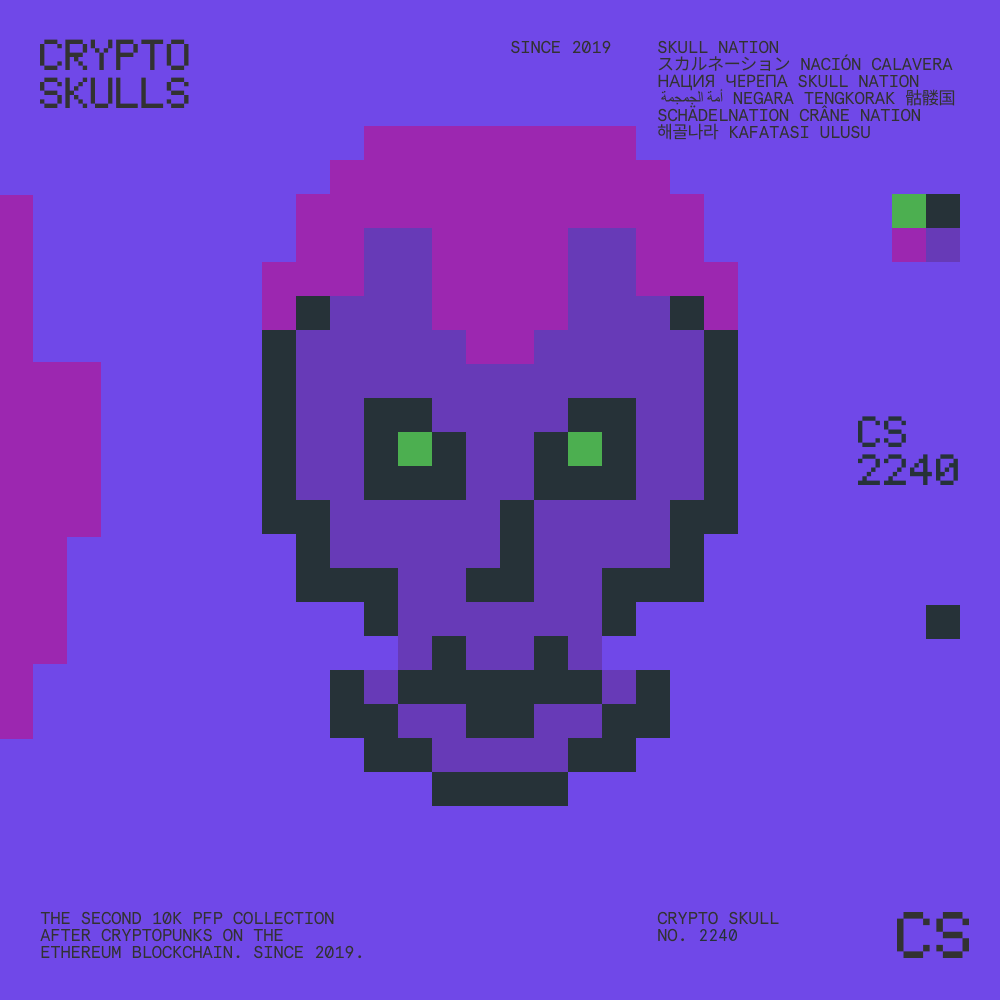 CRYPTO
SKULLS
SINCE 2019
SKULL NATION
スカルネーション NACIÓN CALAVERA
НАЦИЯ ЧЕРЕПА SKULL NATION
أمة الجمجمة NEGARA TENGKORAK 骷髏国
SCHÄDELNATION CRÂNE NATION
해골나라 KAFATASI ULUSU
CS
2240
THE SECOND 10K PFP COLLECTION
AFTER CRYPTOPUNKS ON THE
ETHEREUM BLOCKCHAIN. SINCE 2019.
CRYPTO SKULL
NO. 2240
CS